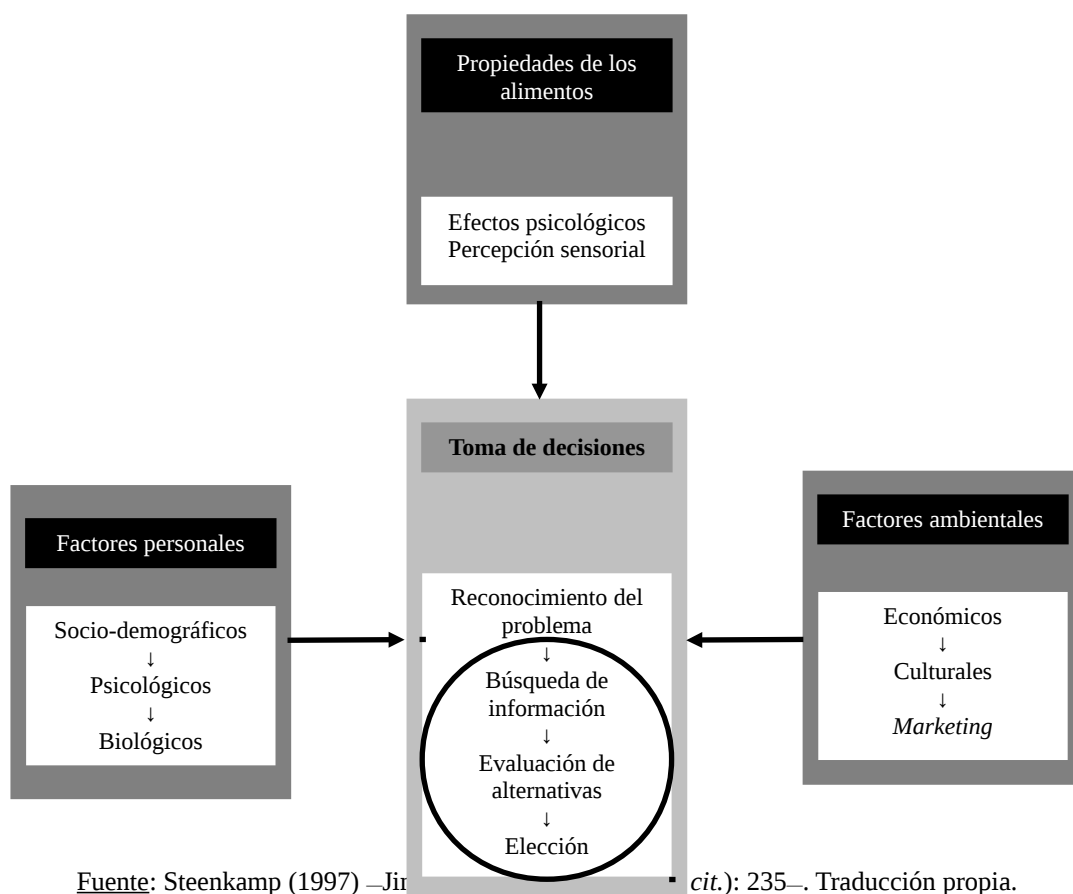 Propiedades de los
alimentos
Efectos psicológicos
Percepción sensorial
Toma de decisiones
Factores personales
Socio-demográficos
↓
Psicológicos
↓
Biológicos
Reconocimiento del
problema
↓
Búsqueda de
información
↓
Evaluación de
alternativas
↓
Elección
Factores ambientales
Económicos
↓
Culturales
↓
Marketing
Fuente: Steenkamp (1997) – cit.): 235–. Traducción propia.